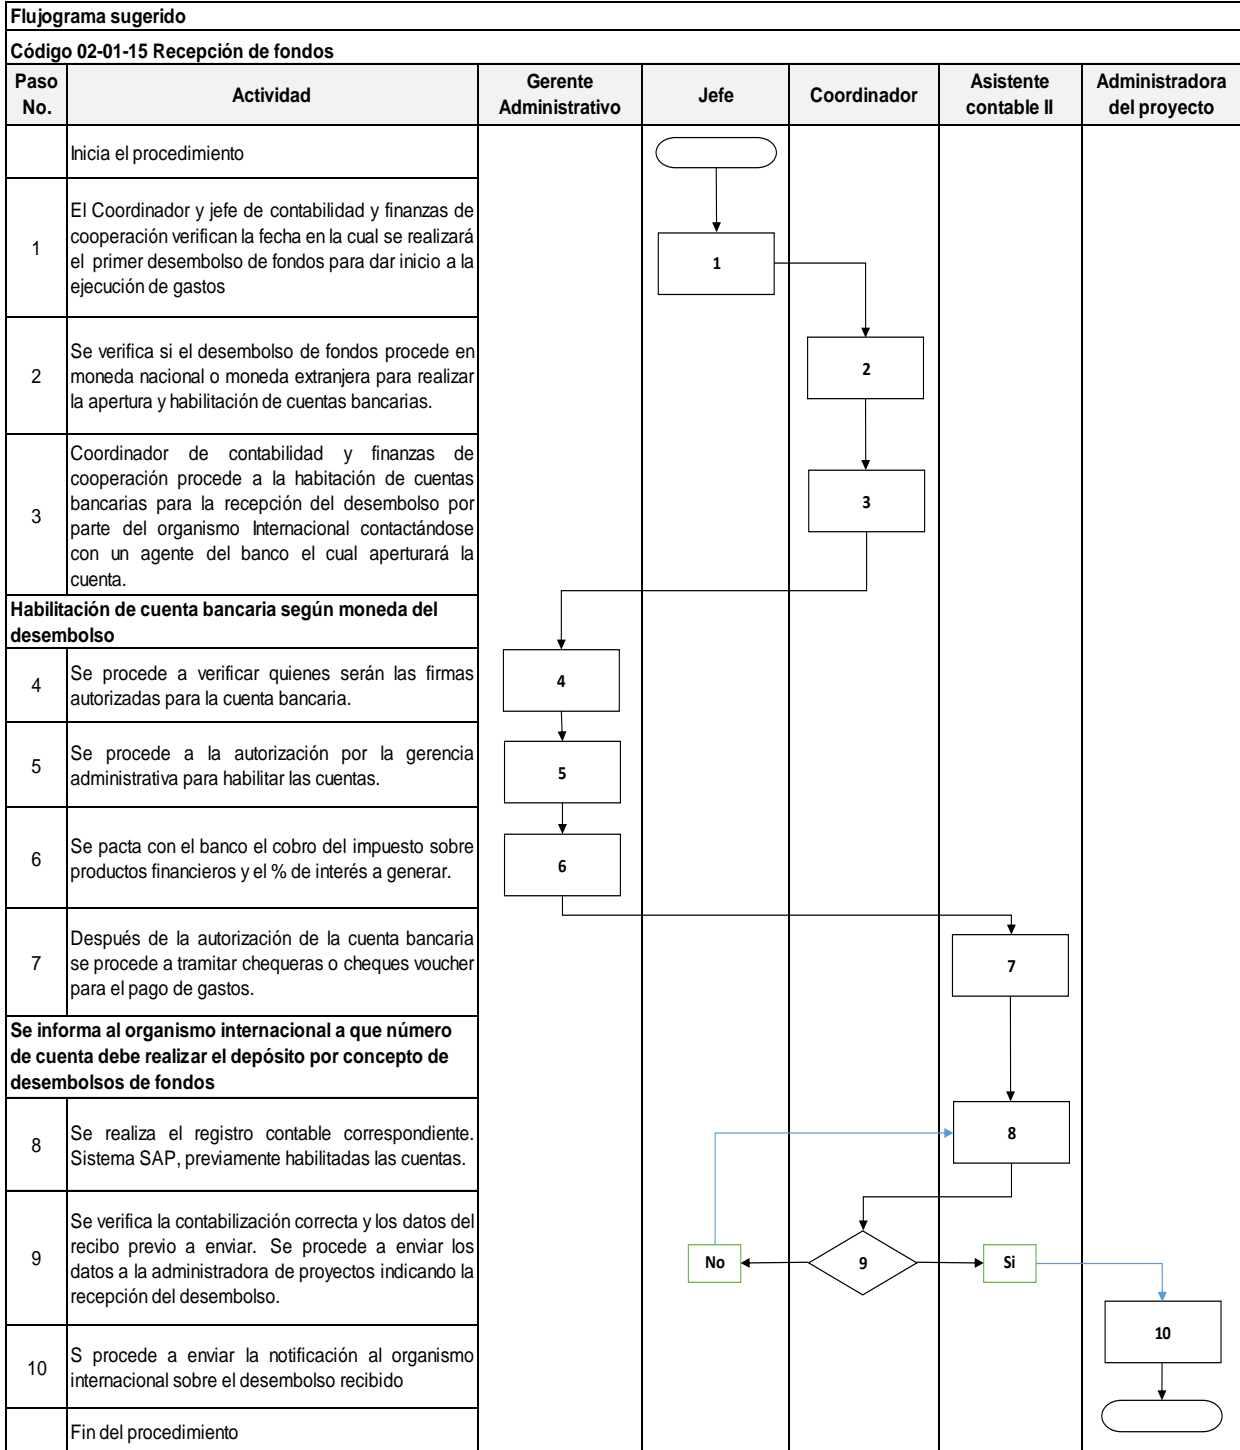 Flujograma sugerido
Código 02-01-15 Recepción de fondos
Paso No.
Actividad
Gerente Administrativo
Jefe
Coordinador
Asistente contable II
Administradora del proyecto
Inicia el procedimiento
1
El Coordinador y jefe de contabilidad y finanzas de
cooperación verifican la fecha en la cual se realizará
el primer desembolso de fondos para dar inicio a la
ejecución de gastos
1
2
Se verifica si el desembolso de fondos procede en
moneda nacional o moneda extranjera para realizar
la apertura y habilitación de cuentas bancarias.
2
3
Coordinador de contabilidad y finanzas de
cooperación procede a la habitación de cuentas
bancarias para la recepción del desembolso por
parte del organismo Internacional contactándose
con un agente del banco el cual aperturará la
cuenta.
3
Habilitación de cuenta bancaria según moneda del
desembolso
4
Se procede a verificar quienes serán las firmas
autorizadas para la cuenta bancaria.
4
5
Se procede a la autorización por la gerencia
administrativa para habilitar las cuentas.
5
6
Se pacta con el banco el cobro del impuesto sobre
productos financieros y el % de interés a generar.
6
7
Después de la autorización de la cuenta bancaria
se procede a tramitar chequeras o cheques voucher
para el pago de gastos.
7
Se informa al organismo internacional a que número
de cuenta debe realizar el depósito por concepto de
desembolsos de fondos
8
Se realiza el registro contable correspondiente.
Sistema SAP, previamente habilitadas las cuentas.
8
9
Se verifica la contabilización correcta y los datos del
recibo previo a enviar. Se procede a enviar los
datos a la administradora de proyectos indicando la
recepción del desembolso.
No
9
Si
10
S procede a enviar la notificación al organismo
internacional sobre el desembolso recibido
10
Fin del procedimiento